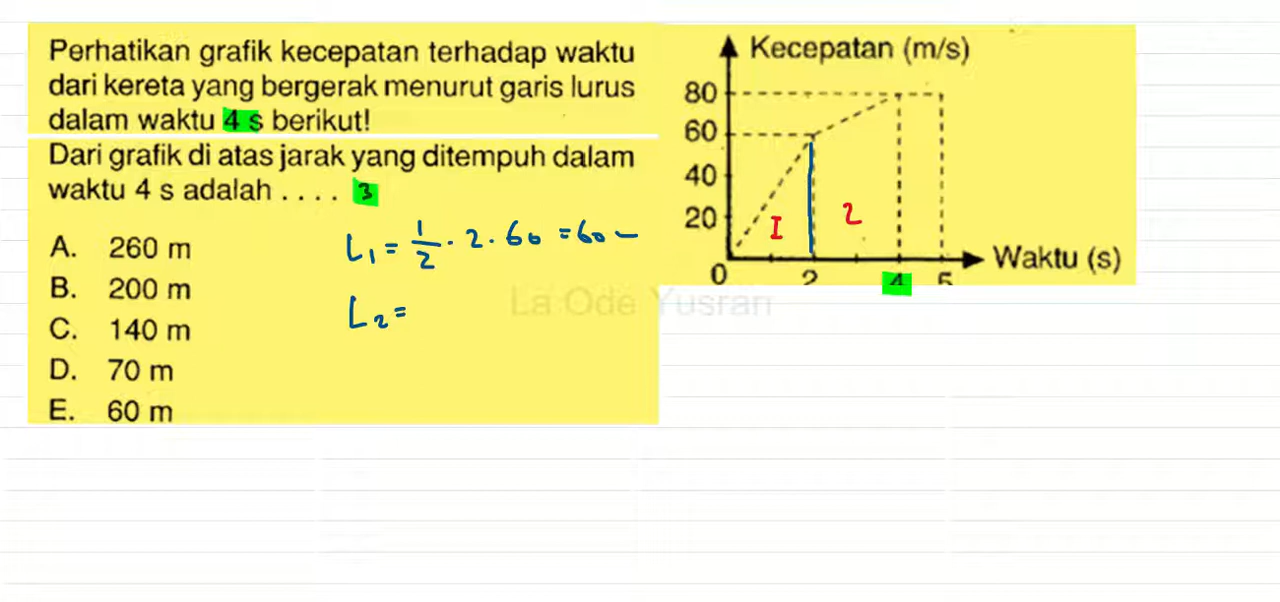 Perhatikan grafik kecepatan terhadap waktu
dari kereta yang bergerak menurut garis lurus
dalam waktu 4 s berikut!
Dari grafik di atas jarak yang ditempuh dalam
waktu 4 s adalah . . . . 3
A. 260 m
B. 200 m
C. 140 m
D. 70 m
E. 60 m
L₁ = 1/2 · 2 · 60 = 60 –
L₂ =
Kecepatan (m/s)
80
60
40
20
I 2
0 2 4 5
Waktu (s)
La Ode Yusran